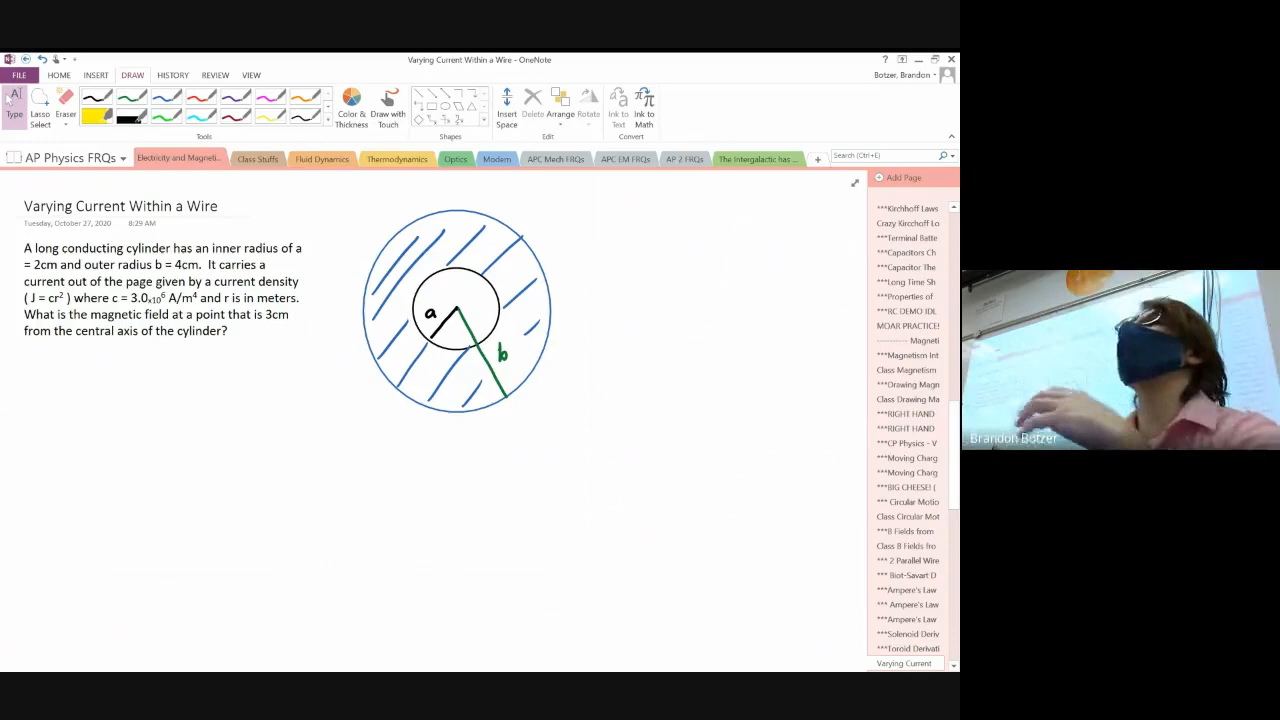 Varying Current Within a Wire - OneNote
FILE HOME INSERT DRAW HISTORY REVIEW VIEW
Botzer, Brandon
Type Lasso Select Eraser Color & Thickness Draw with Touch Insert Space Delete Arrange Rotate Ink to Text Ink to Math
Tools Shapes Edit Convert
AP Physics FRQs Electricity and Magneti... Class Stuffs Fluid Dynamics Thermodynamics Optics Modern APC Mech FRQs APC EM FRQs AP 2 FRQs The Intergalactic has ... Search (Ctrl+E)
Add Page
Varying Current Within a Wire
Tuesday, October 27, 2020 8:29 AM
A long conducting cylinder has an inner radius of a
= 2cm and outer radius b = 4cm. It carries a
current out of the page given by a current density
( J = cr² ) where c = 3.0x10⁶ A/m⁴ and r is in meters.
What is the magnetic field at a point that is 3cm
from the central axis of the cylinder?
a
b
***Kirchhoff Laws
Crazy Kircchoff Lo
***Terminal Batte
***Capacitors Ch
***Capacitor The
***Long Time Sh
***Properties of
***RC DEMO IDL
MOAR PRACTICE!
---------- Magneti
***Magnetism Int
Class Magnetism
***Drawing Magn
Class Drawing Ma
***RIGHT HAND
***RIGHT HAND
***CP Physics - V
***Moving Charg
***Moving Charg
***BIG CHEESE! (
*** Circular Motio
Class Circular Mot
***B Fields from
Class B Fields fro
*** 2 Parallel Wire
*** Biot-Savart D
***Ampere's Law
*** Ampere's Law
***Ampere's Law
***Solenoid Deriv
***Toroid Derivati
Varying Current
Brandon Botzer